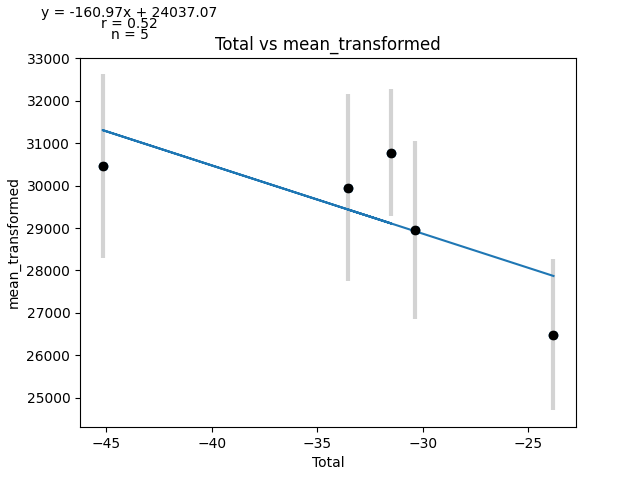 y = -160.97x + 24037.07
r = 0.52
n = 5
Total vs mean_transformed
33000
32000
31000
30000
29000
28000
27000
26000
25000
mean_transformed
−45
−40
−35
−30
−25
Total